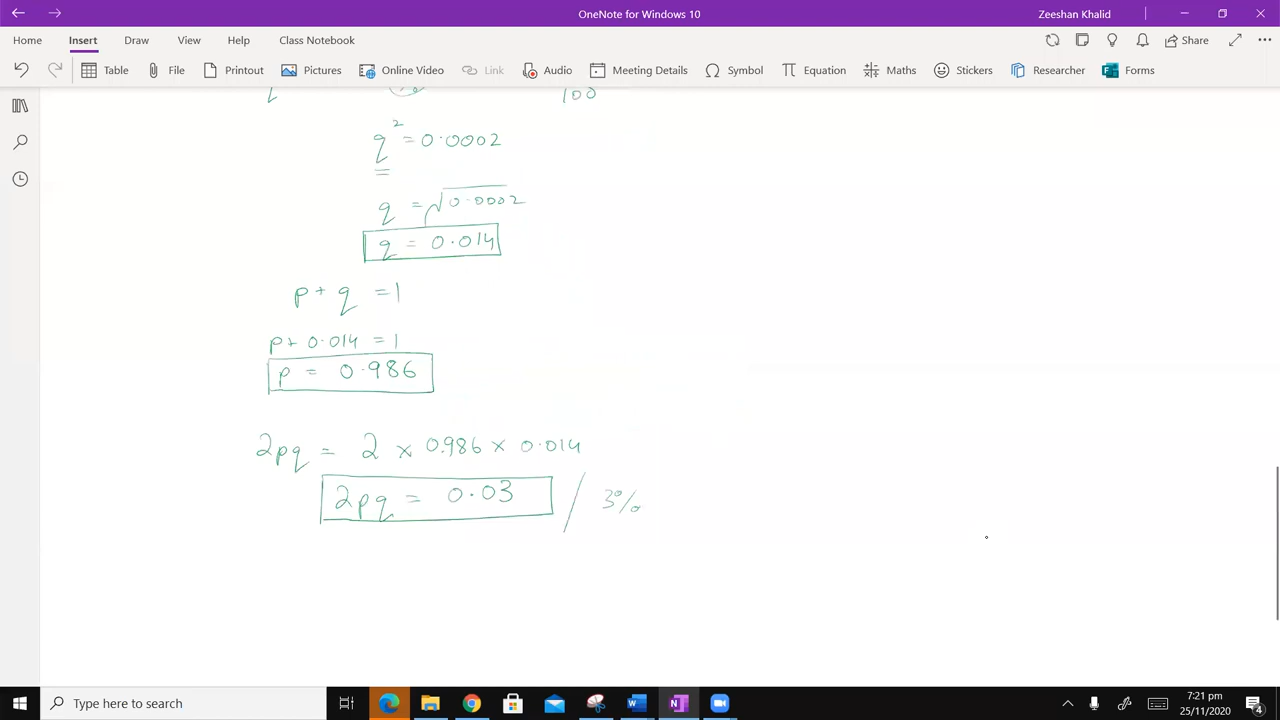 OneNote for Windows 10
Zeeshan Khalid
Home Insert Draw View Help Class Notebook
Share
Table File Printout Pictures Online Video Link Audio Meeting Details Symbol Equation Maths Stickers Researcher Forms
100
q² = 0.0002
q = √0.0002
q = 0.014
p + q = 1
p + 0.014 = 1
p = 0.986
2pq = 2 × 0.986 × 0.014
2pq = 0.03 / 3%
Type here to search
7:21 pm
25/11/2020
4